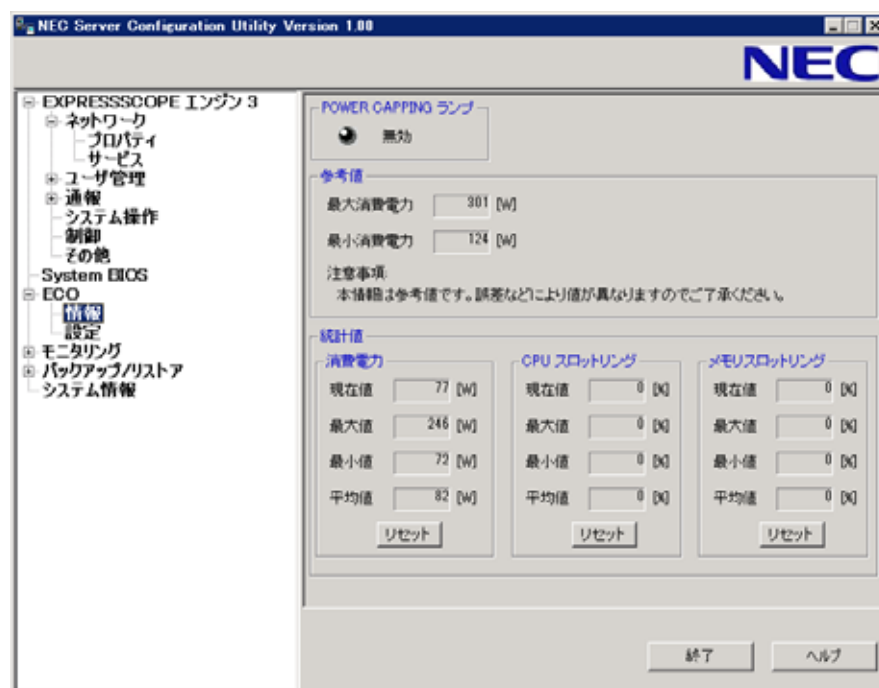 NEC Server Configuration Utility Version 1.00
NEC
EXPRESSSCOPE エンジン 3
ネットワーク
プロパティ
サービス
ユーザ管理
通報
システム操作
制御
その他
System BIOS
ECO
情報
設定
モニタリング
バックアップ/リストア
システム情報
POWER CAPPING ランプ
無効
参考値
最大消費電力 301 [W]
最小消費電力 124 [W]
注意事項
本情報は参考値です。誤差などにより値が異なりますのでご了承ください。
統計値
消費電力
現在値 77 [W]
最大値 246 [W]
最小値 72 [W]
平均値 82 [W]
リセット
CPU スロットリング
現在値 0 [%]
最大値 0 [%]
最小値 0 [%]
平均値 0 [%]
リセット
メモリスロットリング
現在値 0 [%]
最大値 0 [%]
最小値 0 [%]
平均値 0 [%]
リセット
終了
ヘルプ